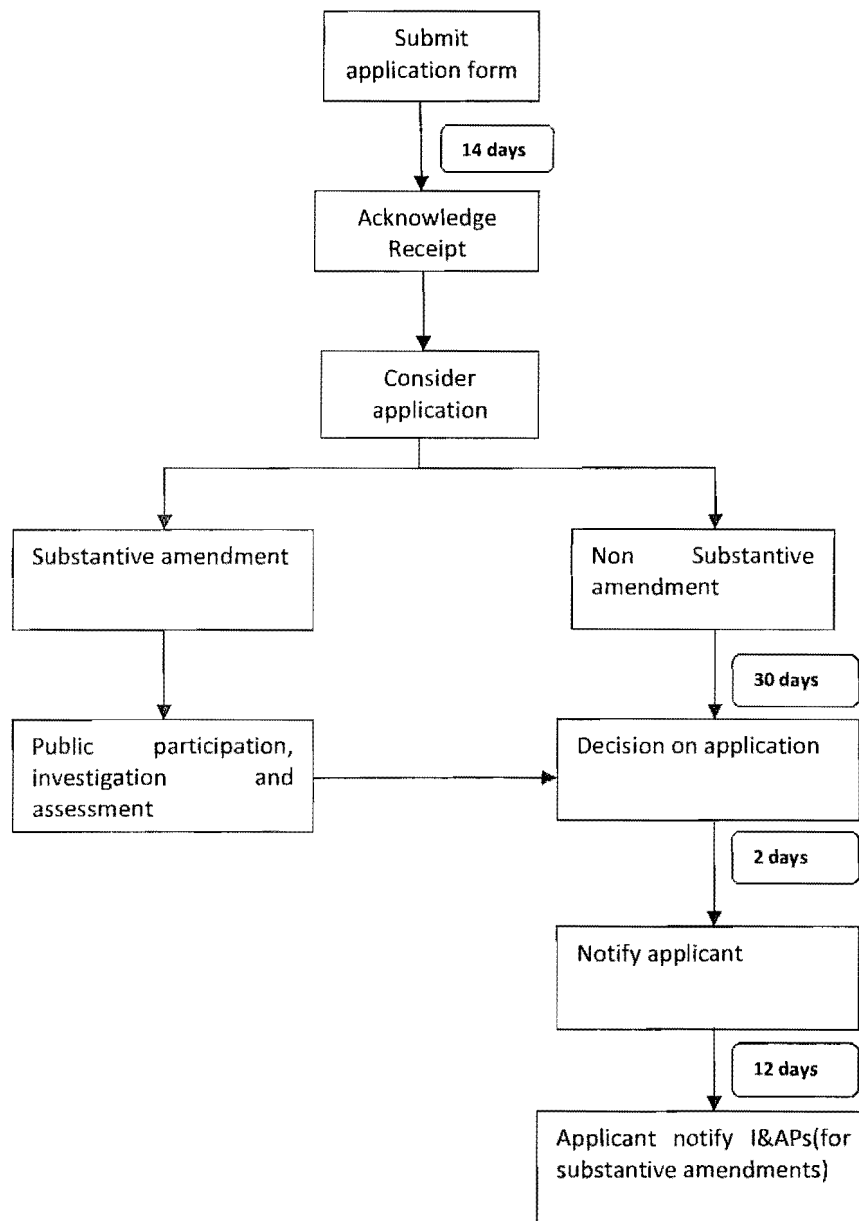 Submit
application form
14 days
Acknowledge
Receipt
Consider
application
Substantive amendment
Non Substantive
amendment
30 days
Public participation,
investigation and
assessment
Decision on application
2 days
Notify applicant
12 days
Applicant notify I&APs(for
substantive amendments)